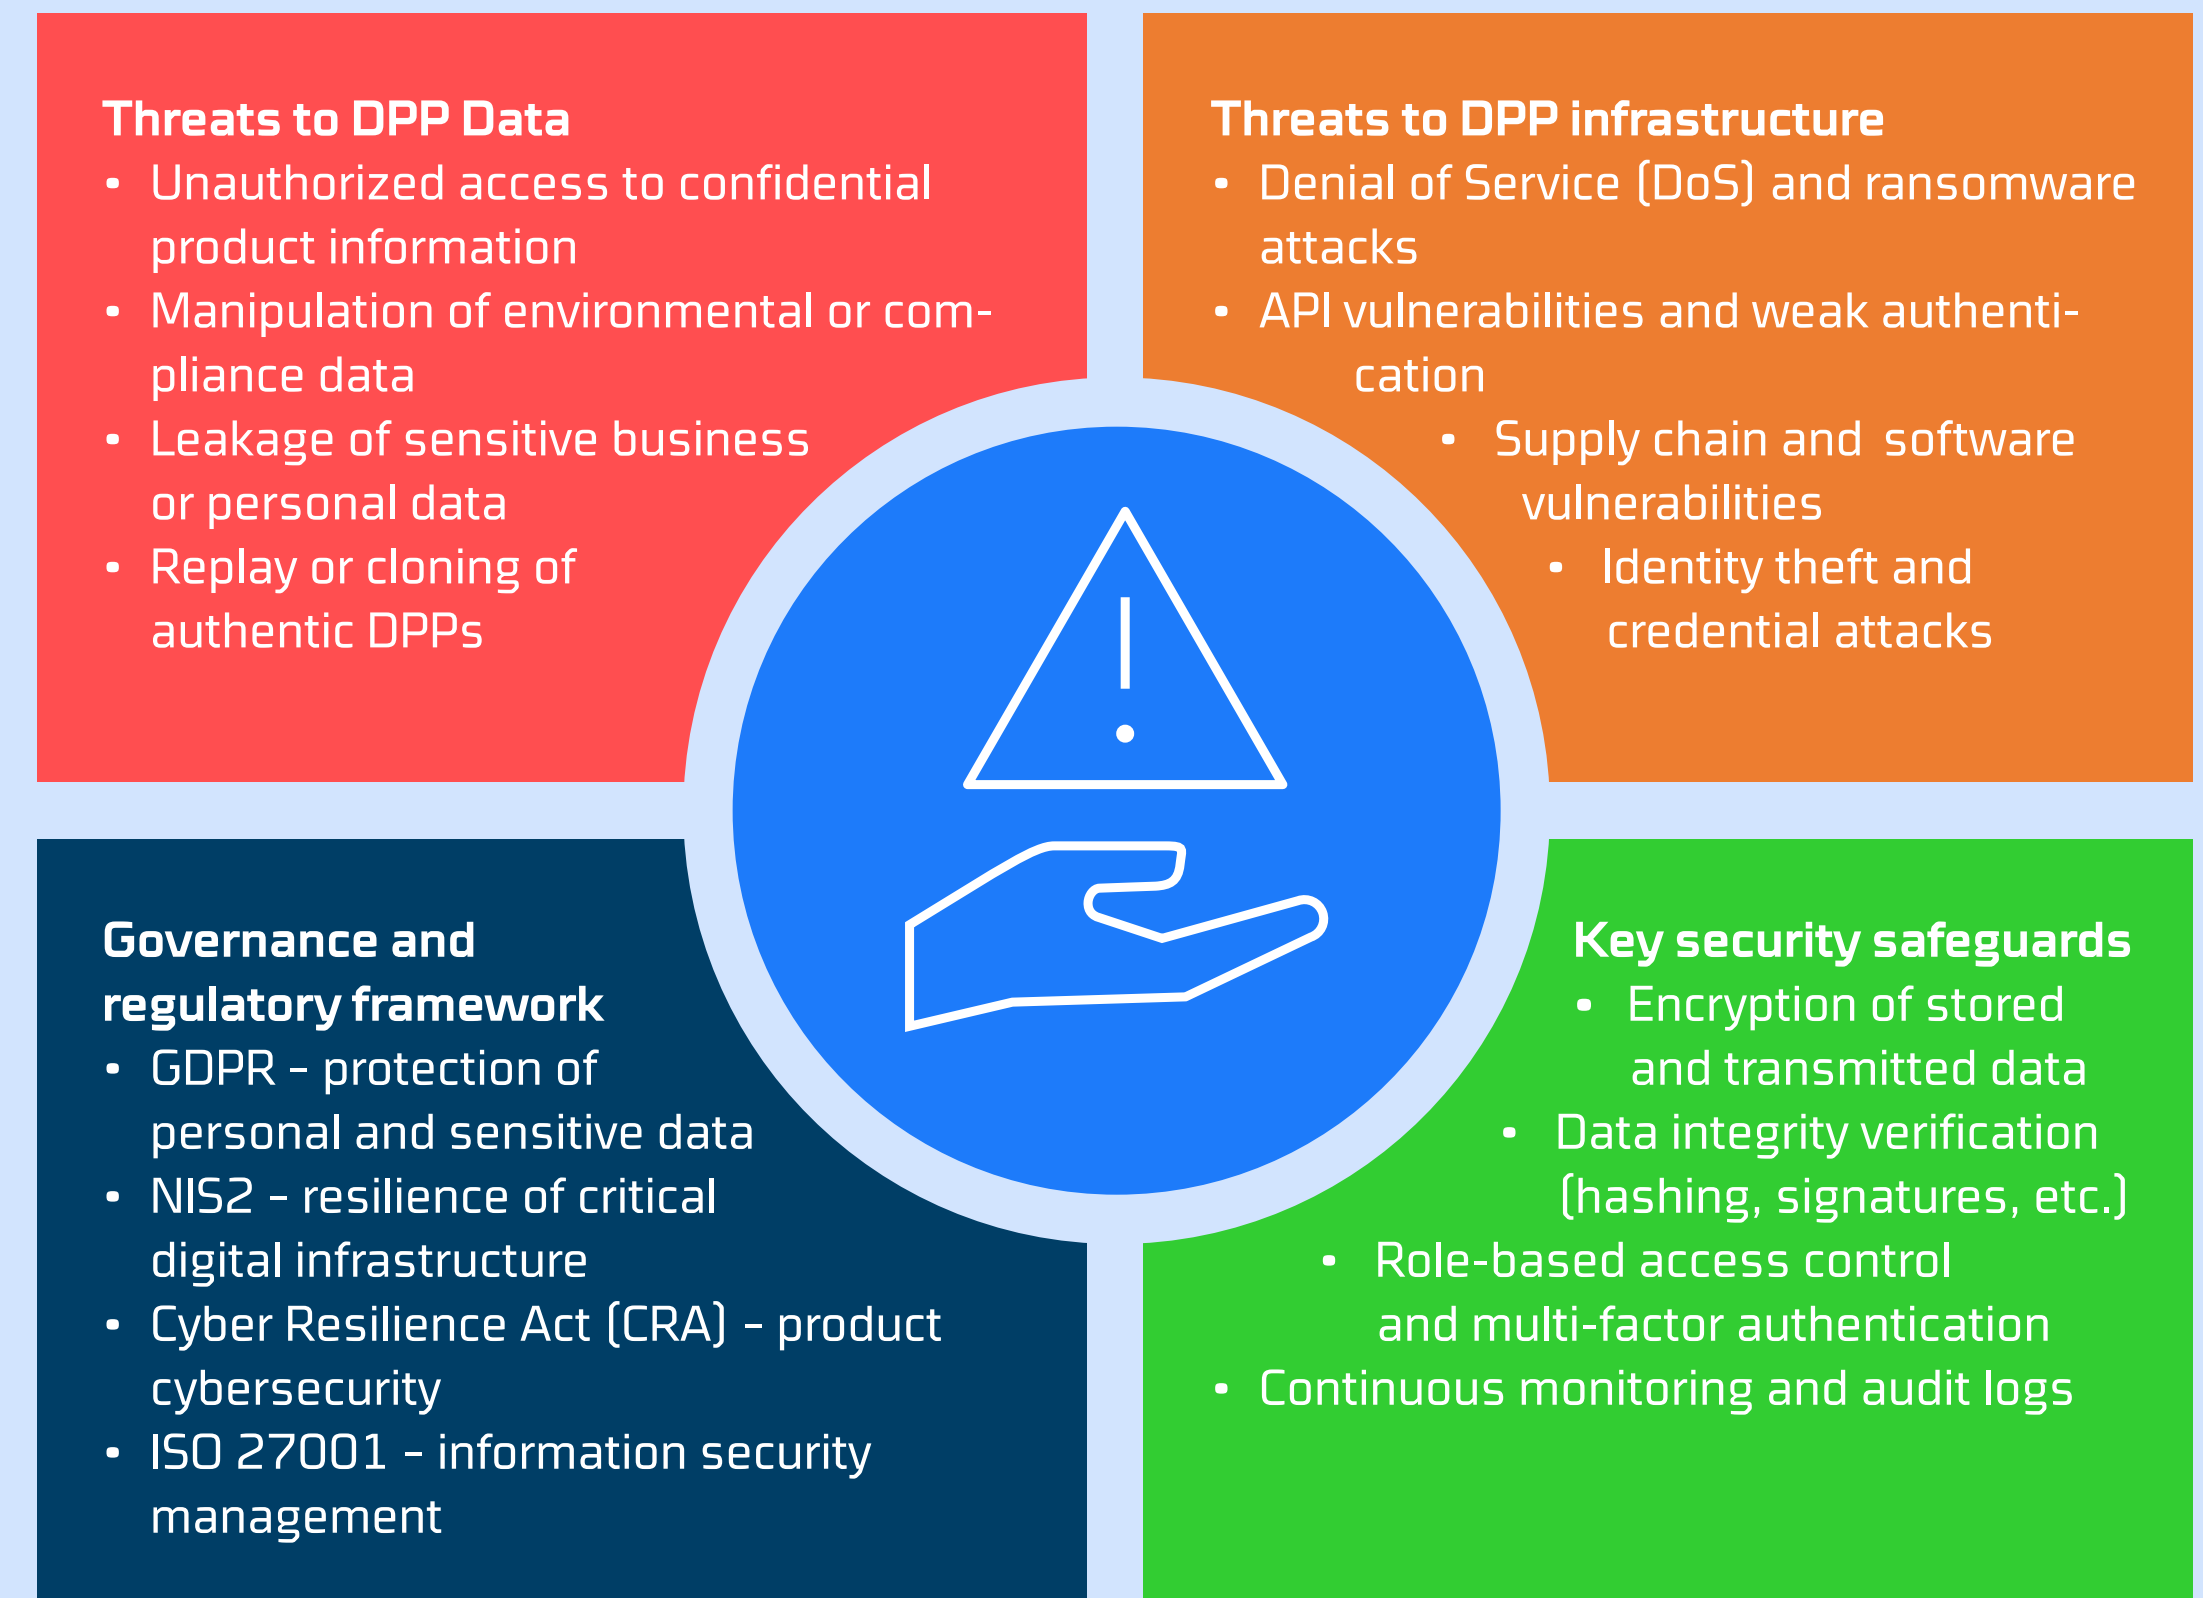 Threats to DPP Data
• Unauthorized access to confidential
product information
• Manipulation of environmental or com-
pliance data
• Leakage of sensitive business
or personal data
• Replay or cloning of
authentic DPPs
Threats to DPP infrastructure
• Denial of Service (DoS) and ransomware
attacks
• API vulnerabilities and weak authenti-
cation
• Supply chain and software
vulnerabilities
• Identity theft and
credential attacks
Governance and
regulatory framework
• GDPR – protection of
personal and sensitive data
• NIS2 – resilience of critical
digital infrastructure
• Cyber Resilience Act (CRA) – product
cybersecurity
• ISO 27001 – information security
management
Key security safeguards
• Encryption of stored
and transmitted data
• Data integrity verification
(hashing, signatures, etc.)
• Role-based access control
and multi-factor authentication
• Continuous monitoring and audit logs